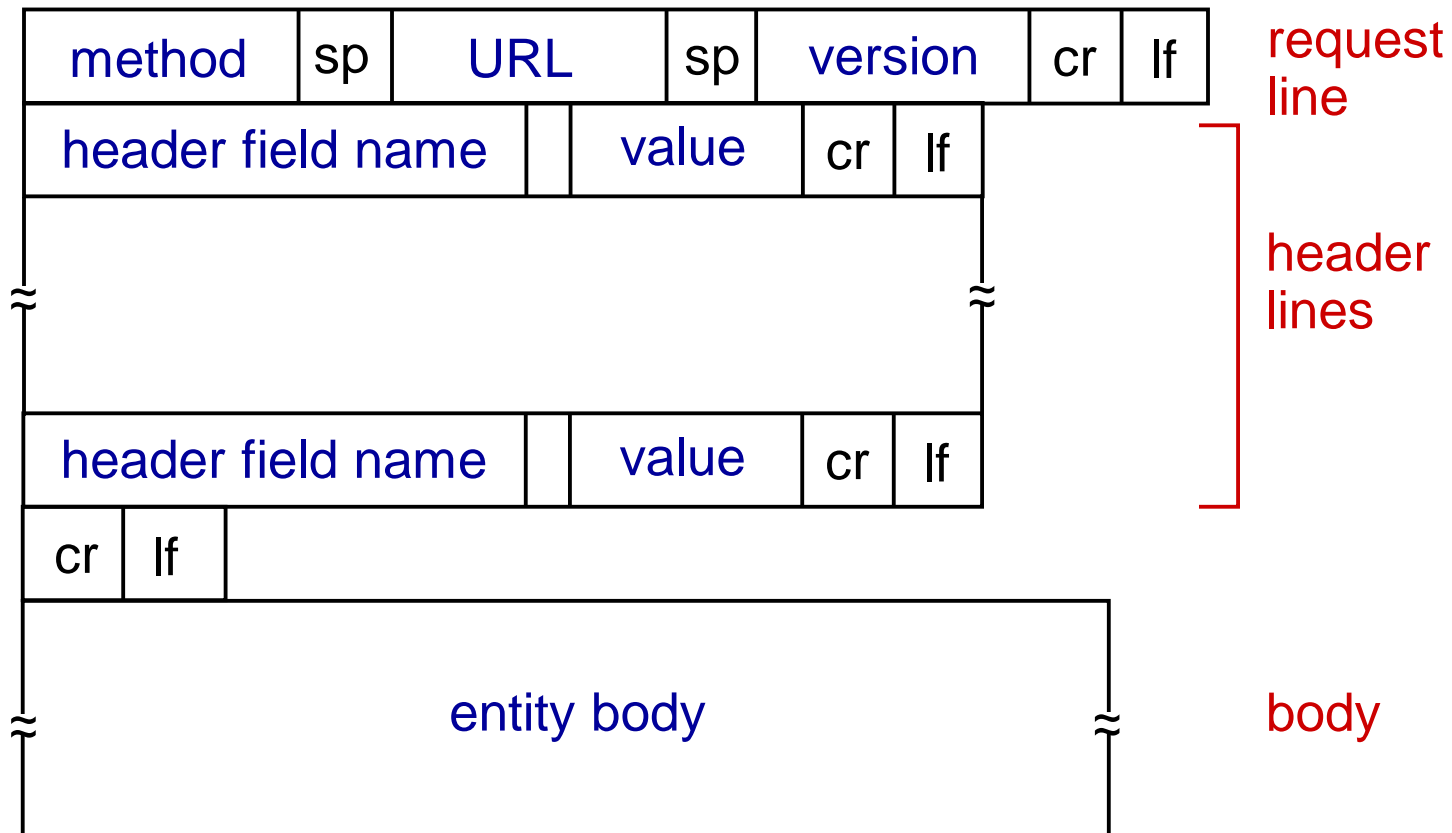 method sp URL sp version cr lf request
line
header field name value cr lf
header
lines
≈ ≈
header field name value cr lf
cr lf
≈ entity body ≈ body